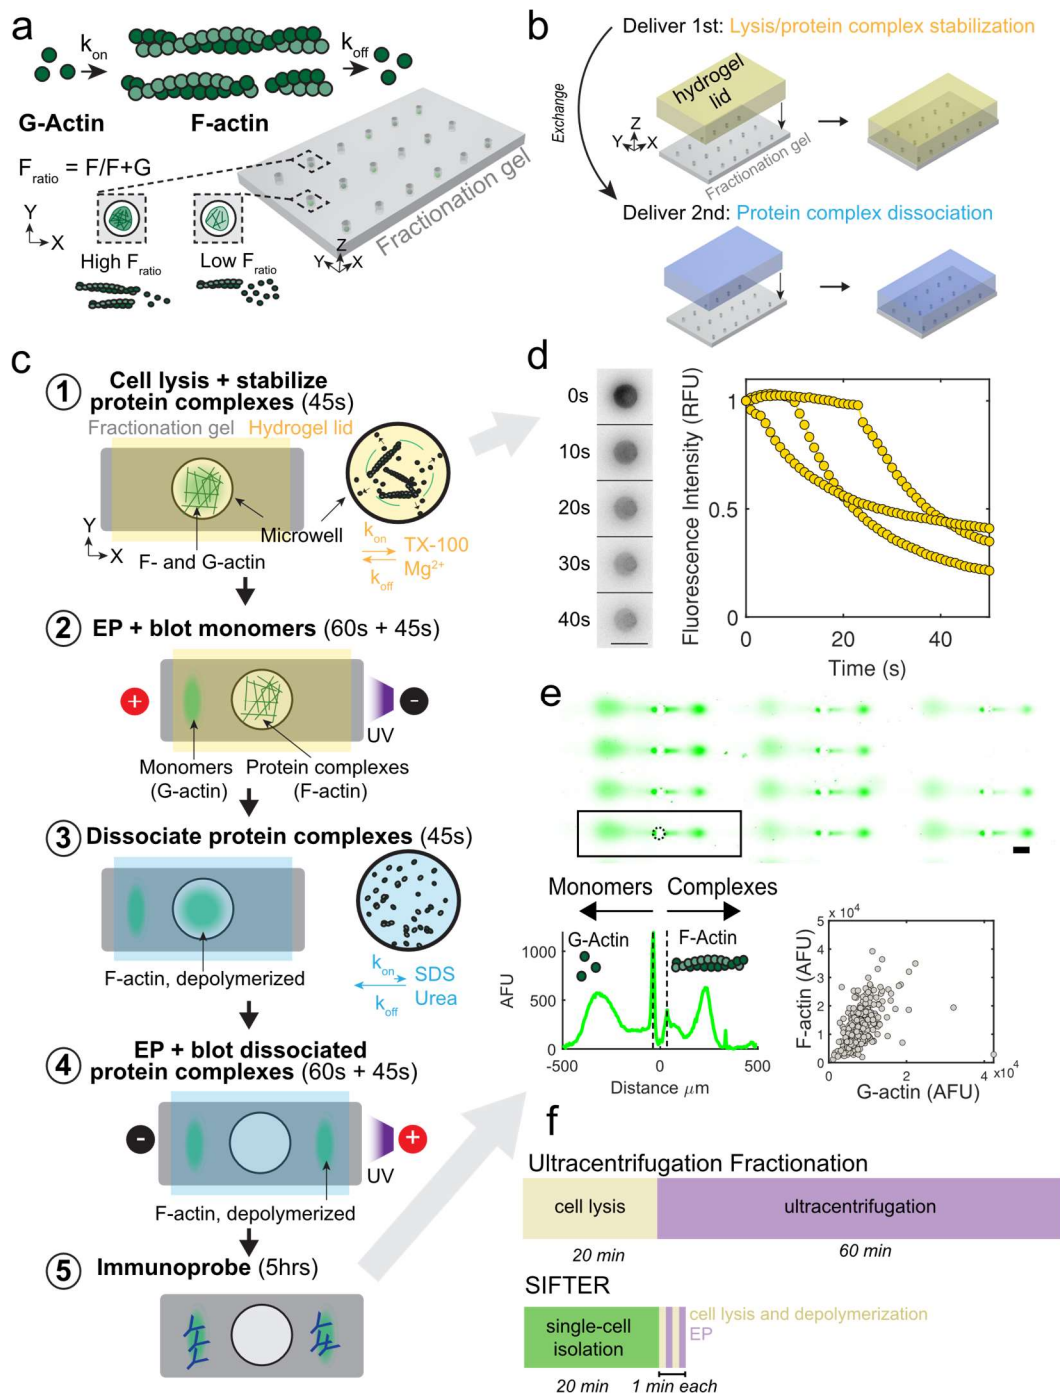 a
k_on
k_off
G-Actin
F-actin
F_ratio = F/F+G
Y
X
High F_ratio
Low F_ratio
Fractionation gel
Z
Y
X
b
Deliver 1st: Lysis/protein complex stabilization
Exchange
hydrogel
lid
Z
Y
X
Fractionation gel
Deliver 2nd: Protein complex dissociation
c
1
Cell lysis + stabilize
protein complexes (45s)
Fractionation gel
Hydrogel lid
Microwell
Y
X
F- and G-actin
k_on
k_off
TX-100
Mg2+
2
EP + blot monomers (60s + 45s)
+
-
UV
Monomers
(G-actin)
Protein complexes
(F-actin)
3
Dissociate protein complexes (45s)
F-actin, depolymerized
k_on
k_off
SDS
Urea
4
EP + blot dissociated
protein complexes (60s + 45s)
-
+
UV
F-actin, depolymerized
5
Immunoprobe (5hrs)
d
0s
10s
20s
30s
40s
Fluorescence Intensity (RFU)
1
0.5
0
0
20
40
Time (s)
e
Monomers
Complexes
G-Actin
F-Actin
AFU
1000
500
0
-500
0
500
Distance μm
F-actin (AFU)
5 x 10^4
4
3
2
1
0
2
4 x10^4
G-actin (AFU)
f
Ultracentrifugation Fractionation
cell lysis
ultracentrifugation
20 min
60 min
SIFTER
single-cell
isolation
cell lysis and depolymerization
EP
20 min
1 min each